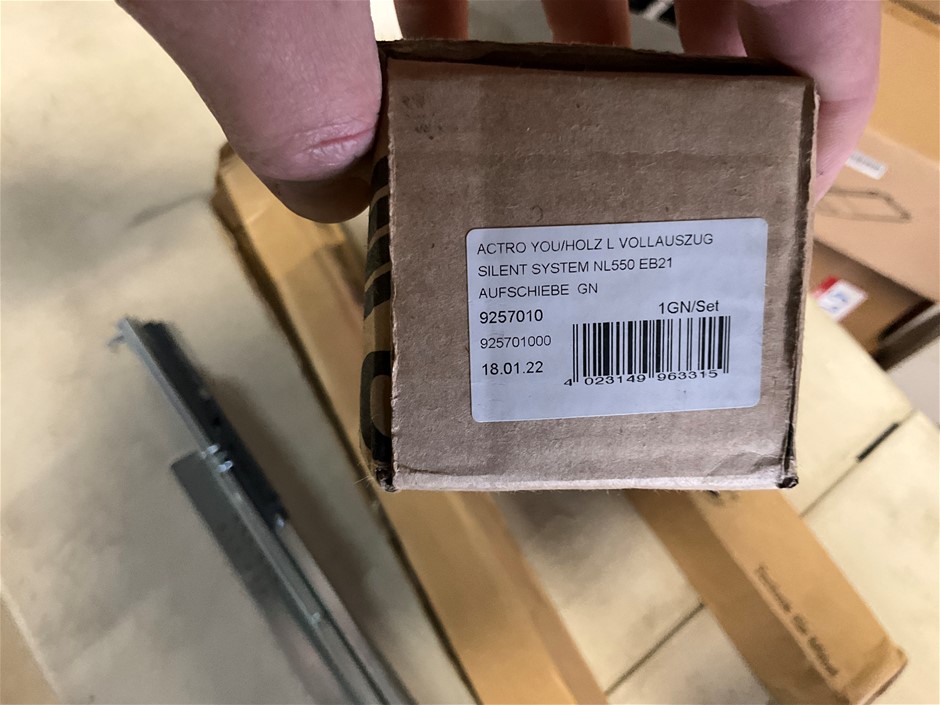 ACTRO YOU/HOLZ L VOLLAUSZUG
SILENT SYSTEM NL550 EB21
AUFSCHIEBE GN
9257010
1GN/Set
925701000
18.01.22
4 023149 963315